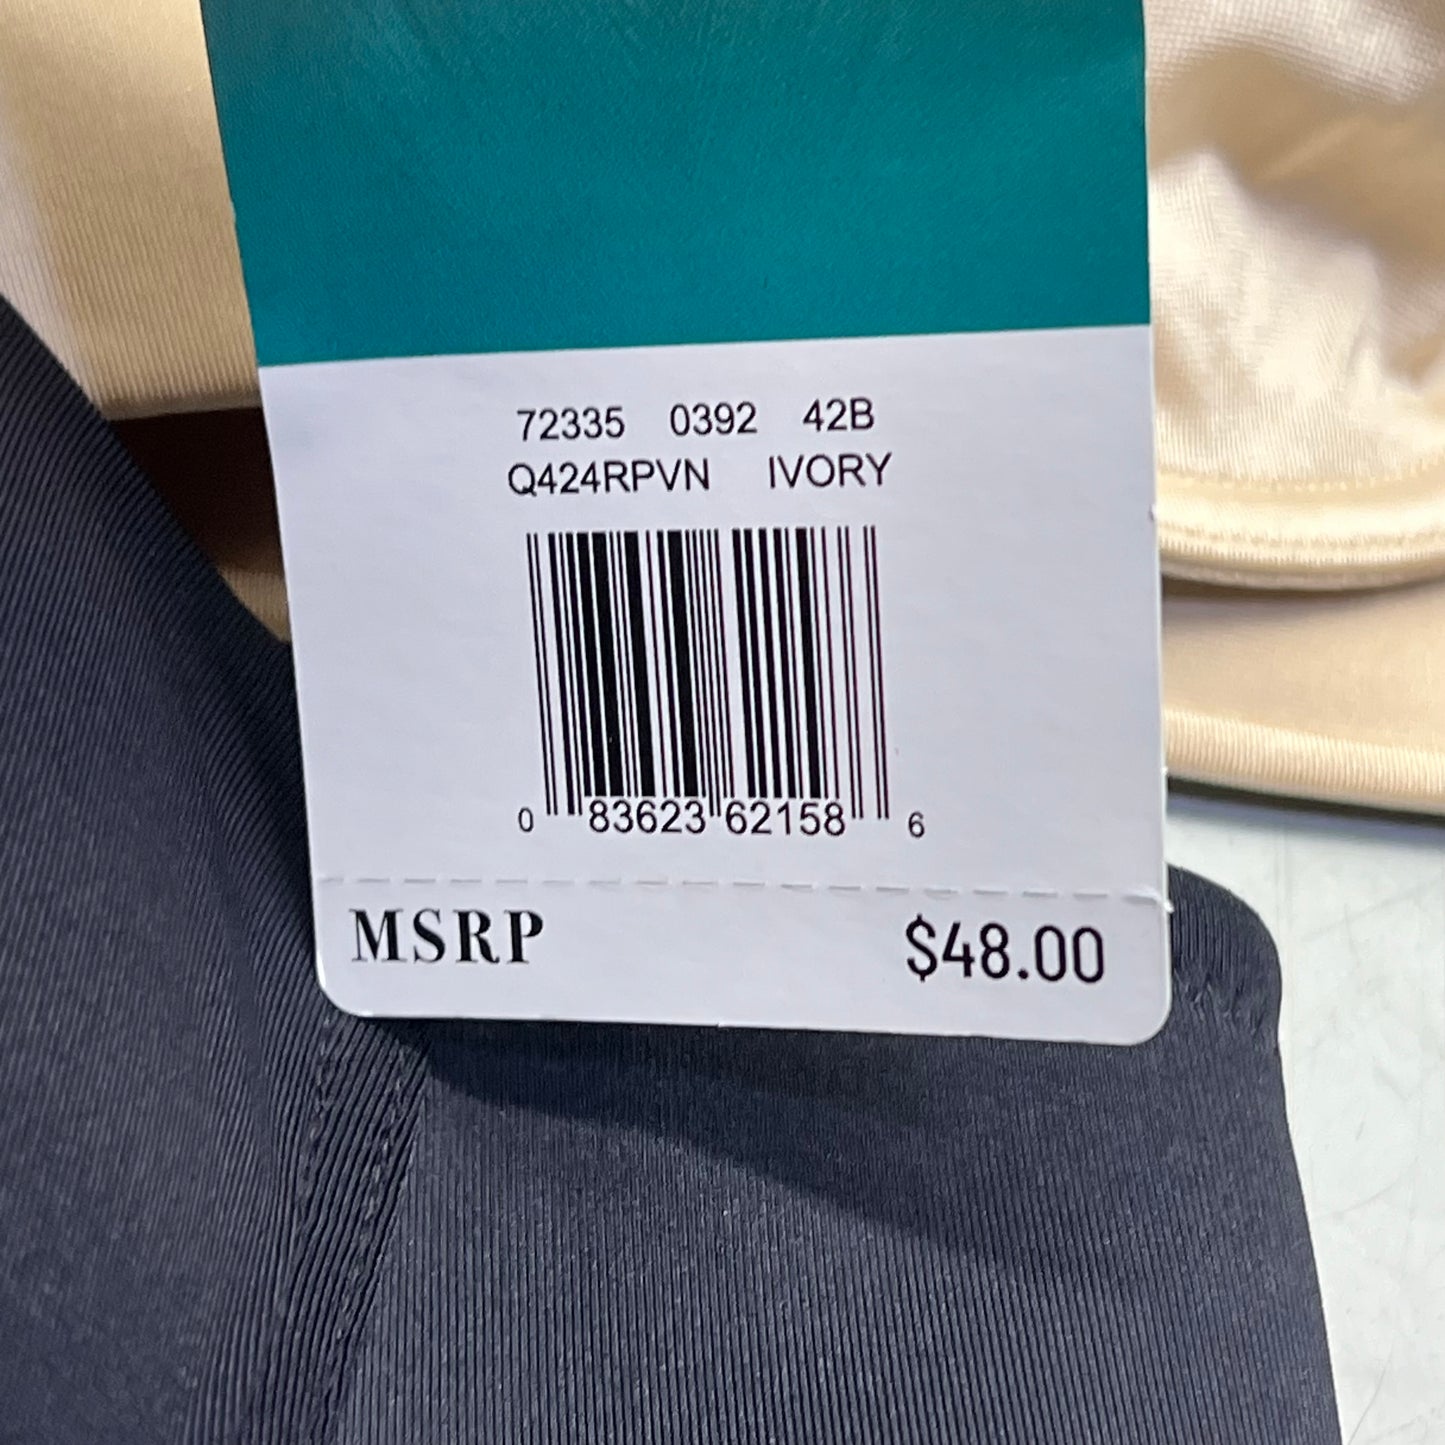 72335 0392 42B
Q424RPVN IVORY
0 83623 62158 6
MSRP $48.00